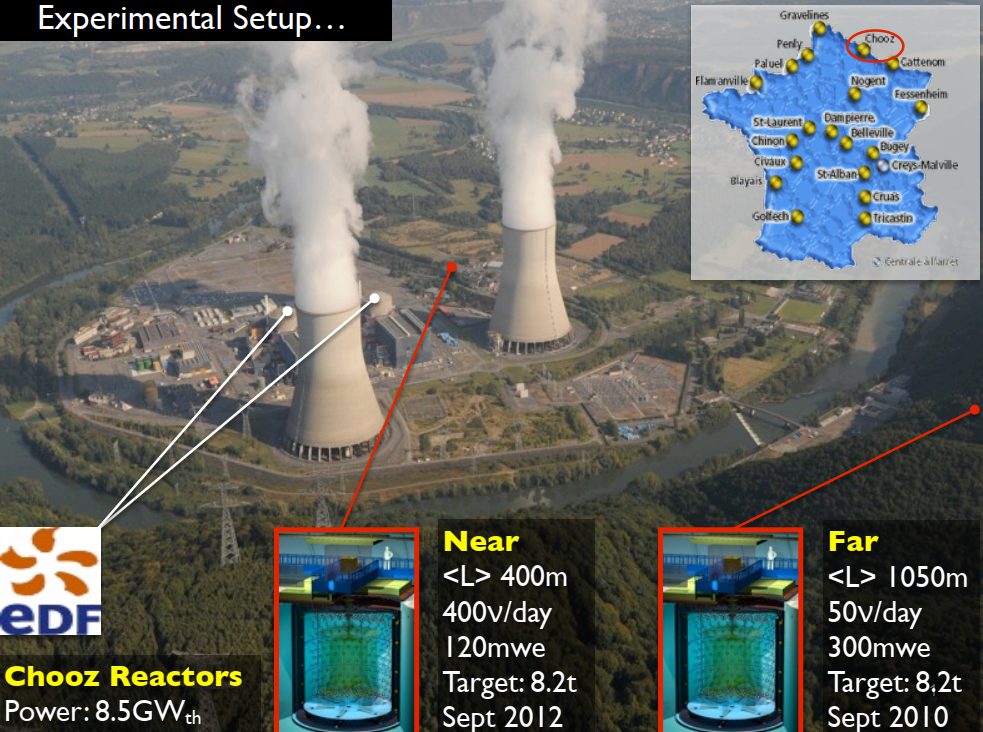 Experimental Setup…
Gravelines
Chooz
Penly
Cattenom
Paluel
Flamanville
Nogent
Fessenheim
St-Laurent
Dampierre
Belleville
Chinon
Bugey
Civaux
Creys-Malville
St-Alban
Blayais
Cruas
Golfech
Tricastin
Centrale à l'arrêt
eDF
Chooz Reactors
Power: 8.5GWth
Near
<L> 400m
400ν/day
120mwe
Target: 8.2t
Sept 2012
Far
<L> 1050m
50ν/day
300mwe
Target: 8.2t
Sept 2010